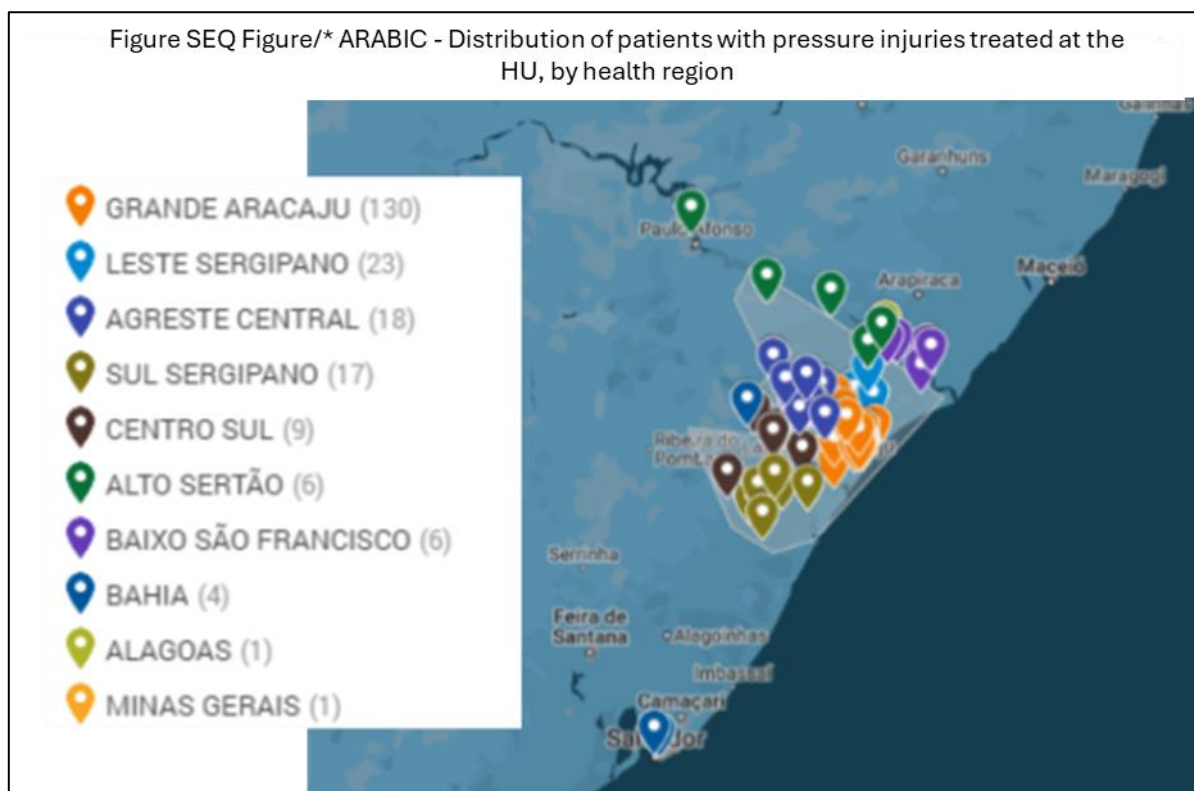 Figure SEQ Figure/* ARABIC - Distribution of patients with pressure injuries treated at the
HU, by health region
GRANDE ARACAJU (130)
LESTE SERGIPANO (23)
AGRESTE CENTRAL (18)
SUL SERGIPANO (17)
CENTRO SUL (9)
ALTO SERTÃO (6)
BAIXO SÃO FRANCISCO (6)
BAHIA (4)
ALAGOAS (1)
MINAS GERAIS (1)
Garanhuns
Maragogi
Paulo Afonso
Maceió
Arapiraca
Ribeira do
Serrinha
Feira de
Santana
Alagoinhas
Imbassaí
Camaçari